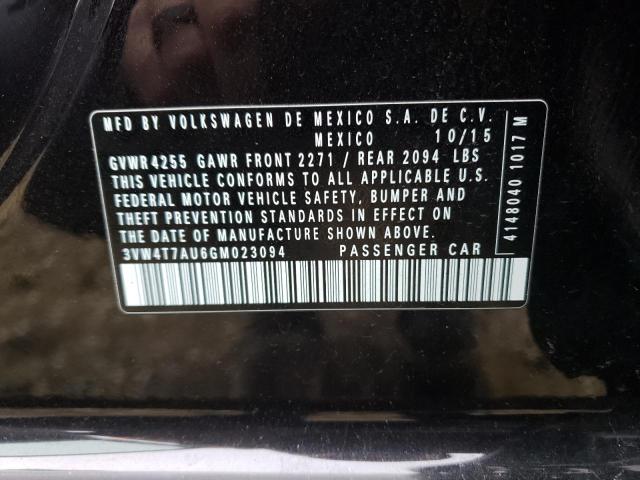 MFD BY VOLKSWAGEN DE MEXICO S.A. DE C.V.
MEXICO 10/15
GVWR4255 GAWR FRONT 2271 / REAR 2094 LBS
THIS VEHICLE CONFORMS TO ALL APPLICABLE U.S.
FEDERAL MOTOR VEHICLE SAFETY, BUMPER AND
THEFT PREVENTION STANDARDS IN EFFECT ON
THE DATE OF MANUFACTURE SHOWN ABOVE.
3VW4T7AU6GM023094 PASSENGER CAR
4148040 1017M